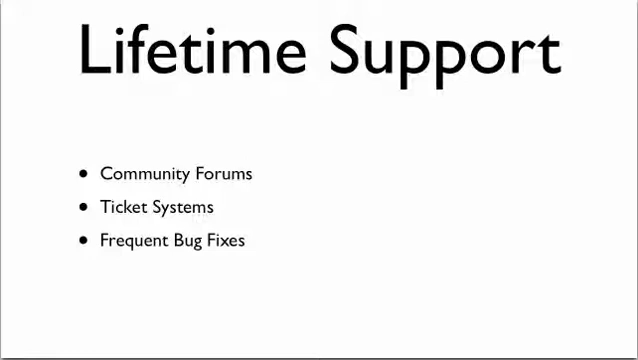 Lifetime Support
• Community Forums
• Ticket Systems
• Frequent Bug Fixes